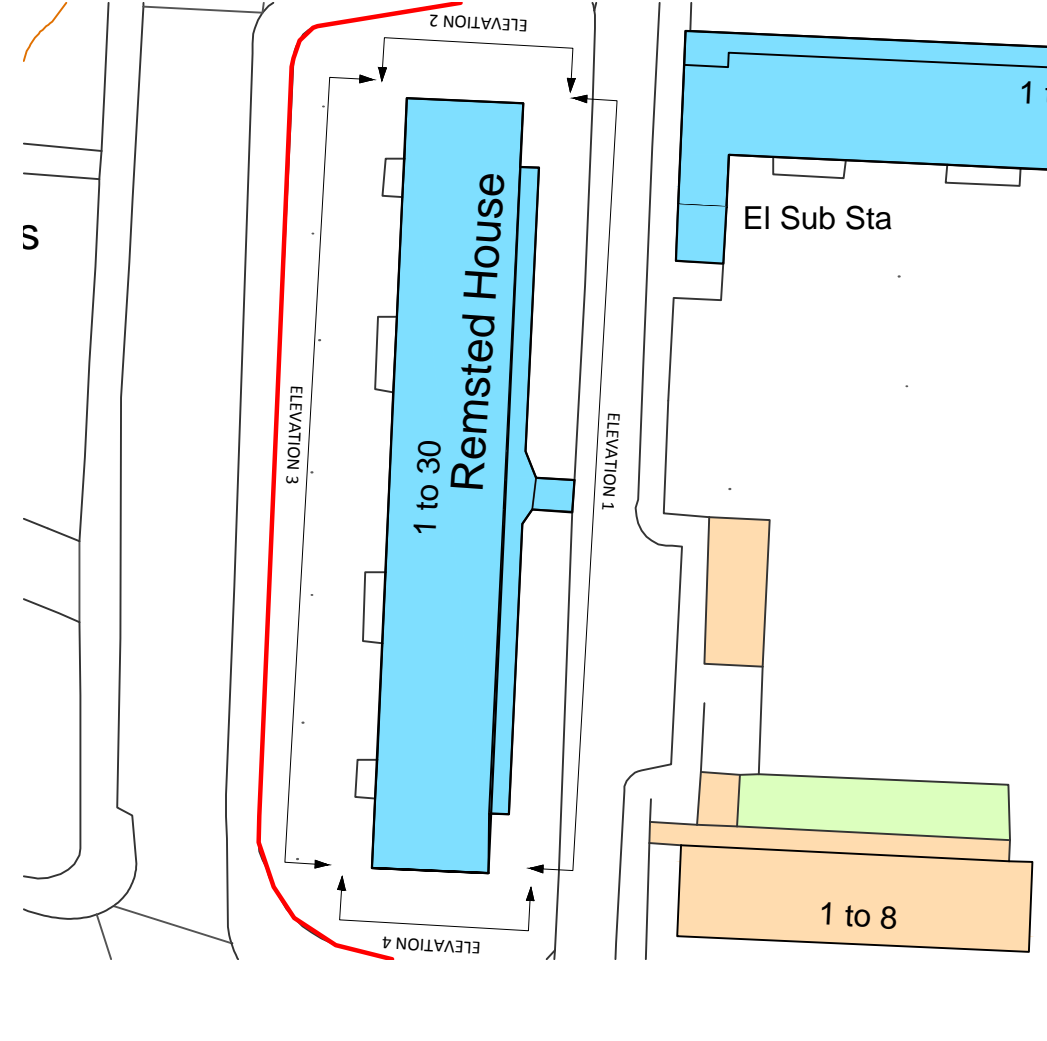 ELEVATION 2
1
s
El Sub Sta
Remsted House
1 to 30
ELEVATION 3
ELEVATION 1
1 to 8
ELEVATION 4